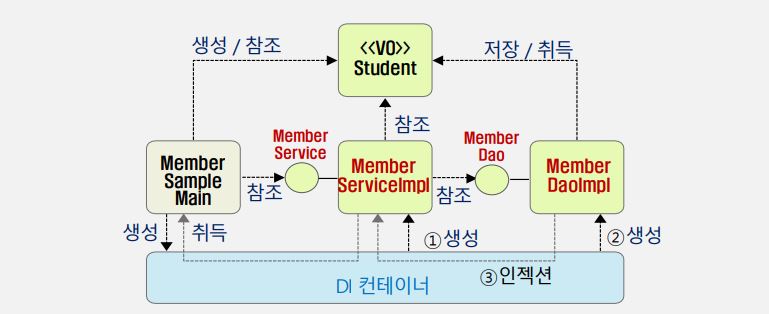 생성 / 참조
<<VO>>
Student
저장 / 취득
참조
Member
Service
Member
Dao
Member
Sample
Main
참조
Member
ServiceImpl
참조
Member
DaoImpl
생성
취득
①생성
②생성
③인젝션
DI 컨테이너